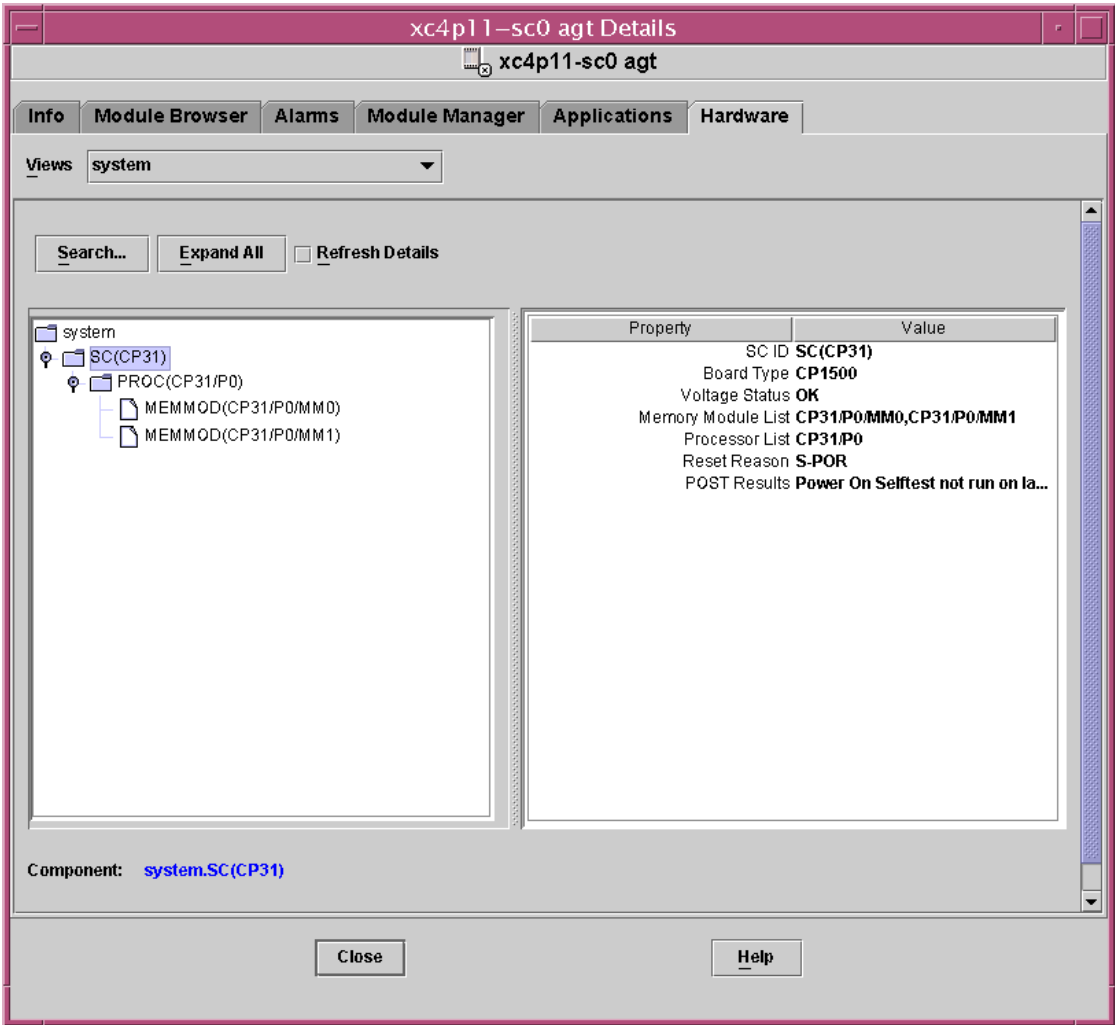 xc4p11-sc0 agt Details
xc4p11-sc0 agt
Info Module Browser Alarms Module Manager Applications Hardware
Views system
Search... Expand All Refresh Details
system
SC(CP31)
PROC(CP31/P0)
MEMMOD(CP31/P0/MM0)
MEMMOD(CP31/P0/MM1)
Property Value
SC ID SC(CP31)
Board Type CP1500
Voltage Status OK
Memory Module List CP31/P0/MM0,CP31/P0/MM1
Processor List CP31/P0
Reset Reason S-POR
POST Results Power On Selftest not run on la...
Component: system.SC(CP31)
Close Help